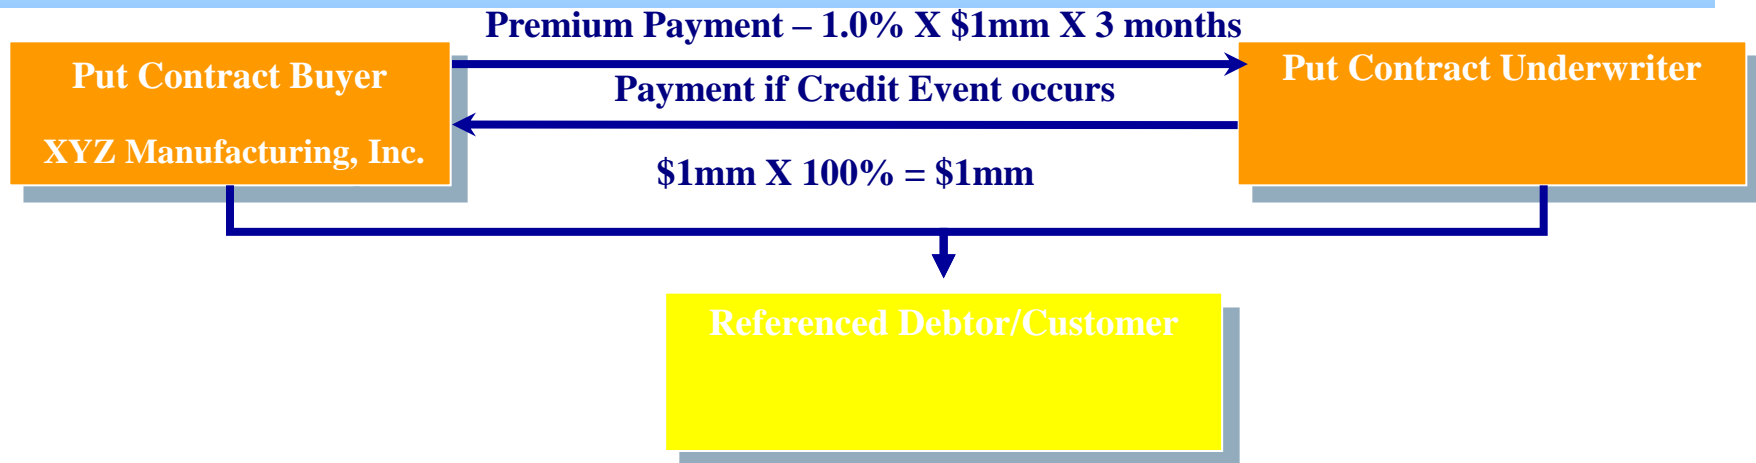 Premium Payment – 1.0% X $1mm X 3 months
Put Contract Buyer
XYZ Manufacturing, Inc.
Payment if Credit Event occurs
$1mm X 100% = $1mm
Put Contract Underwriter
Referenced Debtor/Customer